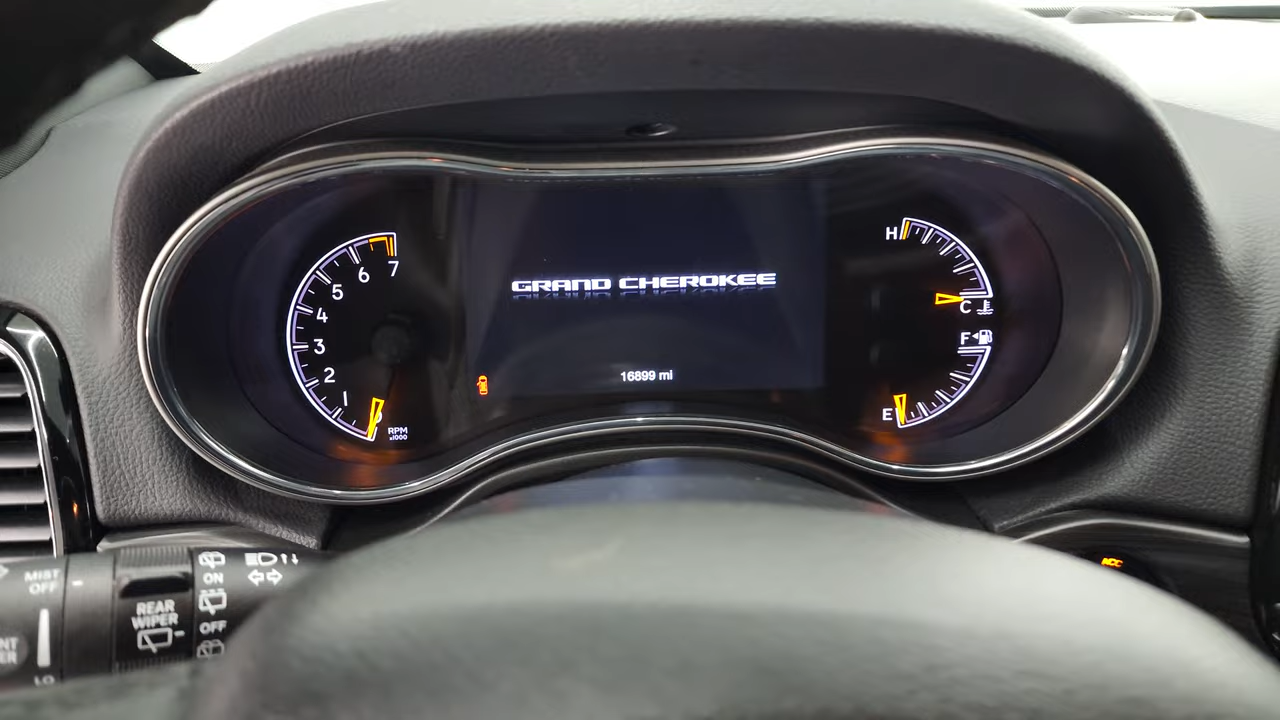 7
6
5
4
3
2
1
0
RPM
x1000
GRAND CHEROKEE
16899 mi
H
C
F
E
MIST
OFF
LO
REAR
WIPER
ON
OFF
ACC